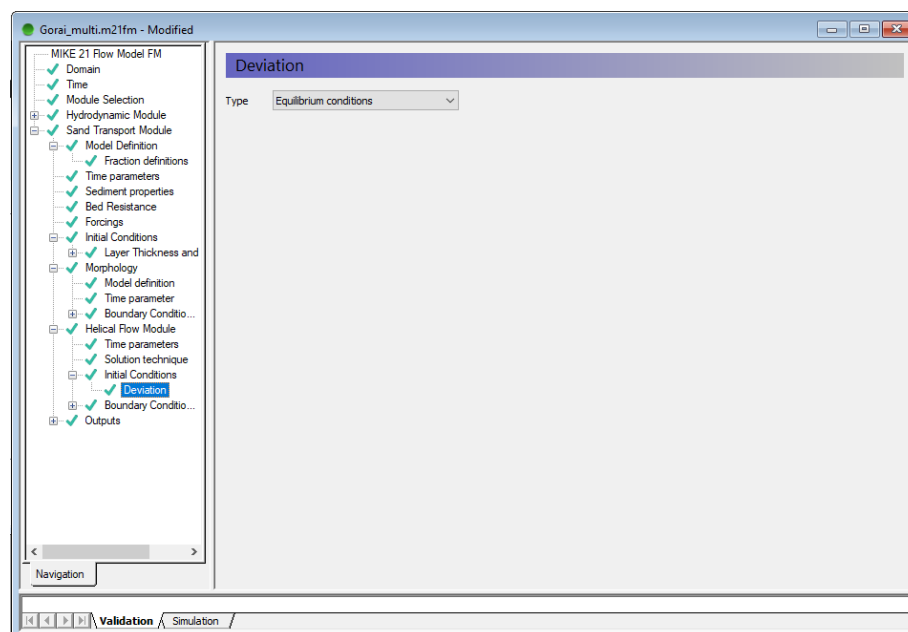 Gorai_multi.m21fm - Modified
MIKE 21 Flow Model FM
Domain
Time
Module Selection
Hydrodynamic Module
Sand Transport Module
Model Definition
Fraction definitions
Time parameters
Sediment properties
Bed Resistance
Forcings
Initial Conditions
Layer Thickness and
Morphology
Model definition
Time parameter
Boundary Conditio...
Helical Flow Module
Time parameters
Solution technique
Initial Conditions
Deviation
Boundary Conditio...
Outputs
Navigation
Deviation
Type Equilibrium conditions
Validation Simulation